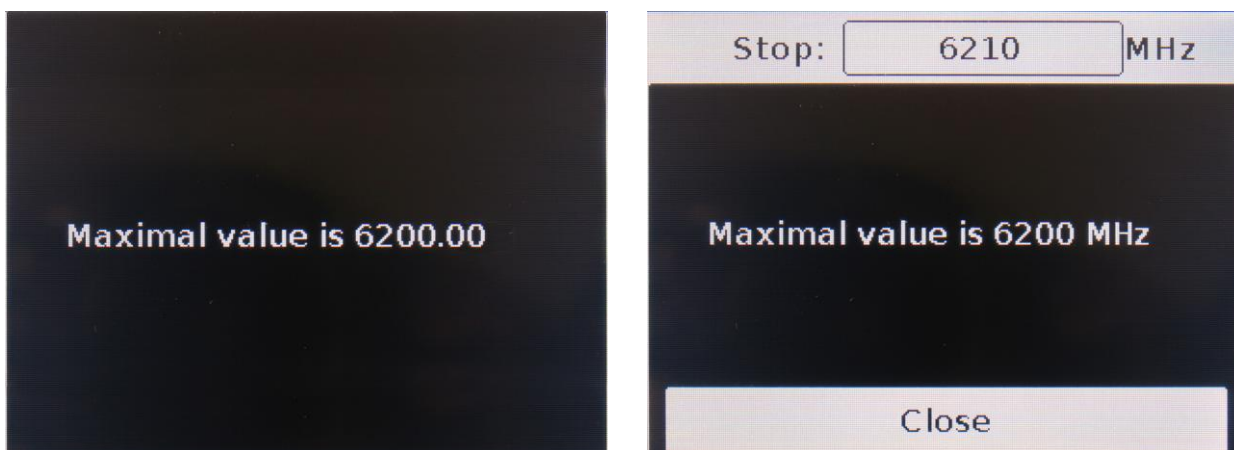 Maximal value is 6200.00
Stop: 6210 MHz
Maximal value is 6200 MHz
Close